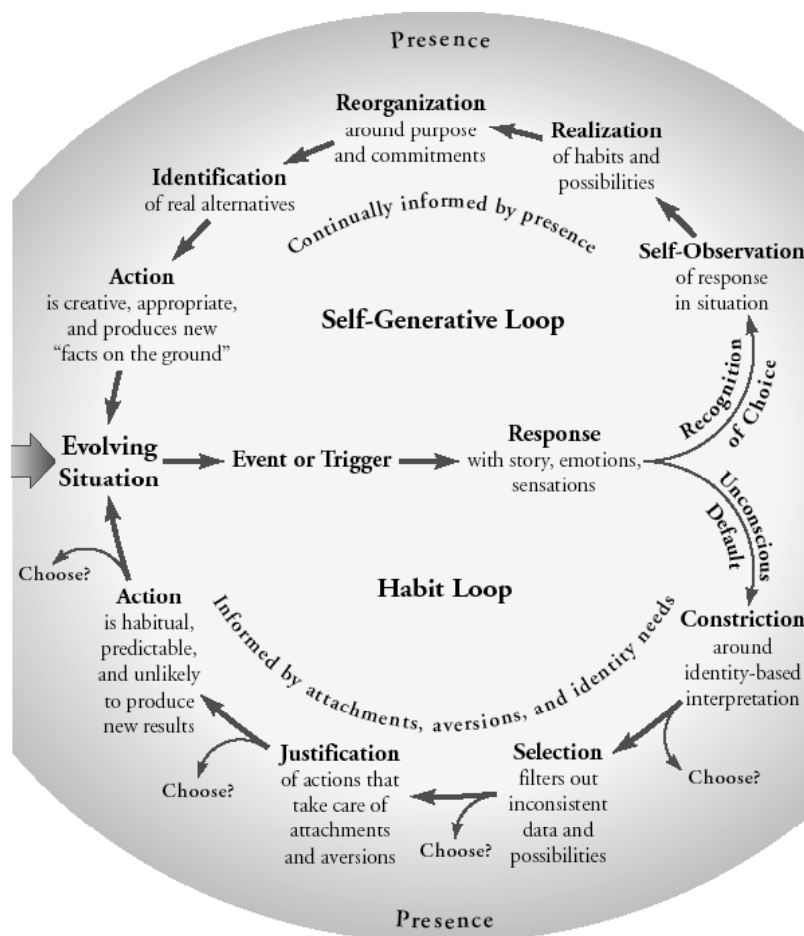 Presence
Reorganization
around purpose
and commitments
Realization
of habits and
possibilities
Identification
of real alternatives
Continually informed by presence
Self-Observation
of response
in situation
Action
is creative, appropriate,
and produces new
“facts on the ground”
Self-Generative Loop
Recognition
of Choice
Evolving
Situation
Event or Trigger
Response
with story, emotions,
sensations
Unconscious
Default
Choose?
Habit Loop
Action
is habitual,
predictable,
and unlikely
to produce
new results
Informed by attachments, aversions, and identity needs
Constriction
around
identity-based
interpretation
Choose?
Justification
of actions that
take care of
attachments
and aversions
Choose?
Selection
filters out
inconsistent
data and
possibilities
Choose?
Presence